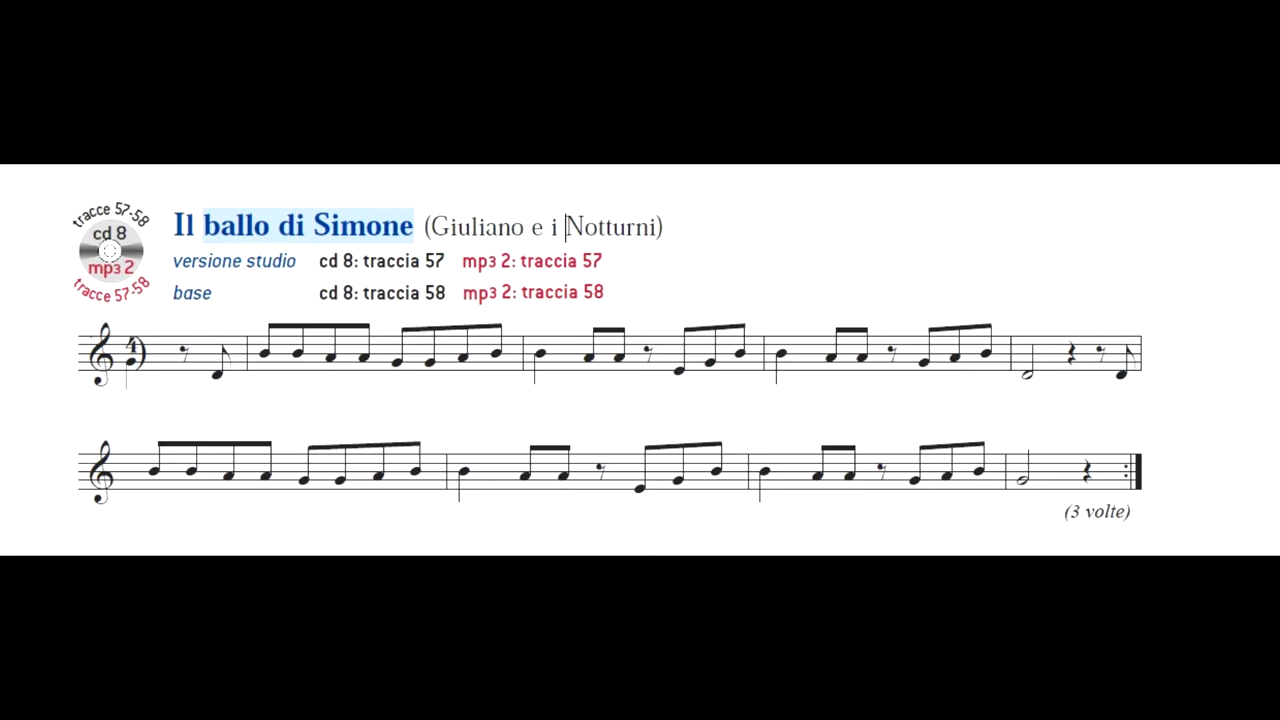 tracce 57-58
cd 8
mp3 2
tracce 57-58
Il ballo di Simone (Giuliano e i Notturni)
versione studio cd 8: traccia 57 mp3 2: traccia 57
base cd 8: traccia 58 mp3 2: traccia 58
(3 volte)